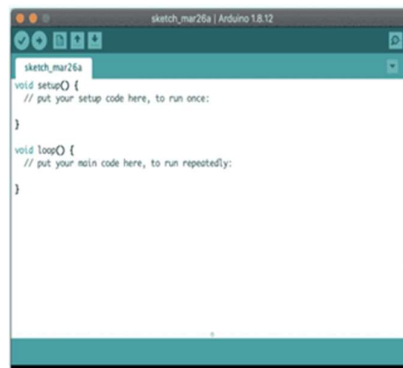 sketch_mar26a | Arduino 1.8.12
sketch_mar26a
void setup() {
// put your setup code here, to run once:
}
void loop() {
// put your main code here, to run repeatedly:
}